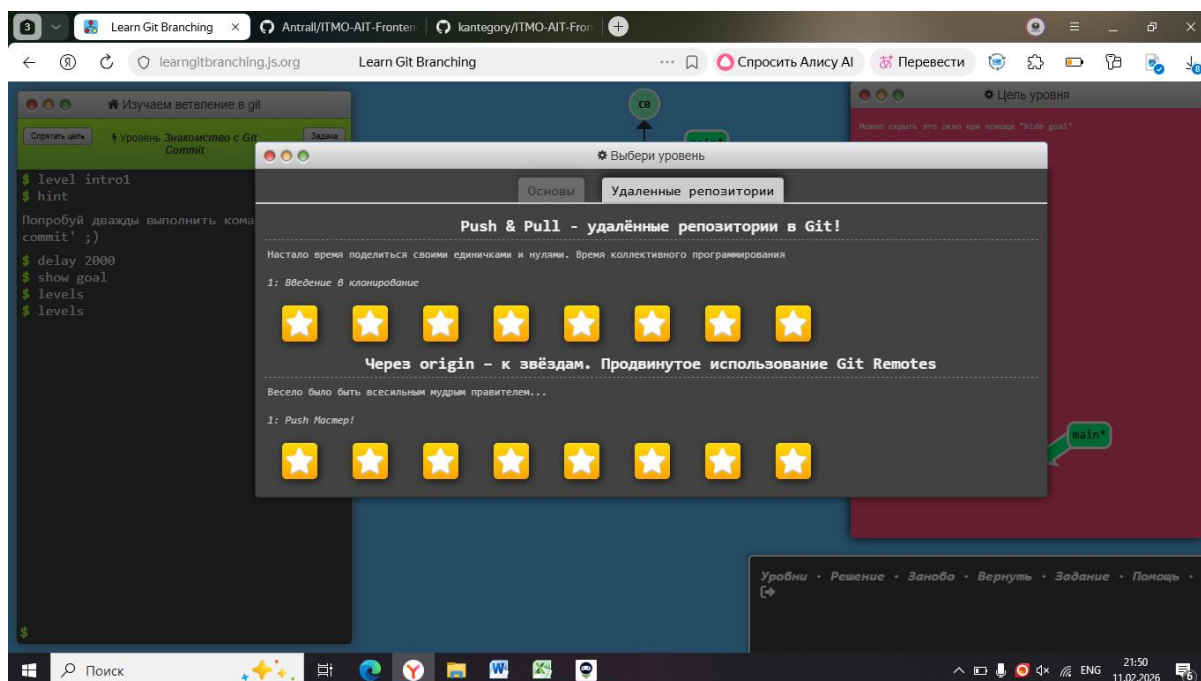 3
Learn Git Branching
Antrall/ITMO-AIT-Fronten
kantegory/ITMO-AIT-Fron
learngitbranching.js.org
Learn Git Branching
Спросить Алису AI
Перевести
8
Изучаем ветвление в git
Спрятать цель
Уровень Знакомство с Git
Commit
Задача
$ level intro1
$ hint
Попробуй дважды выполнить кома
commit' ;)
$ delay 2000
$ show goal
$ levels
$ levels
$
C0
Цель уровня
Можно скрыть это окно при помощи "hide goal"
main*
Выбери уровень
Основы
Удаленные репозитории
Push & Pull - удалённые репозитории в Git!
Настало время поделиться своими единичками и нулями. Время коллективного программирования
1: Введение в клонирование
Через origin – к звёздам. Продвинутое использование Git Remotes
Весело было быть всесильным мудрым правителем...
1: Push Мастер!
Уровни · Решение · Заново · Вернуть · Задание · Помощь ·
Поиск
ENG
21:50
11.02.2026
6